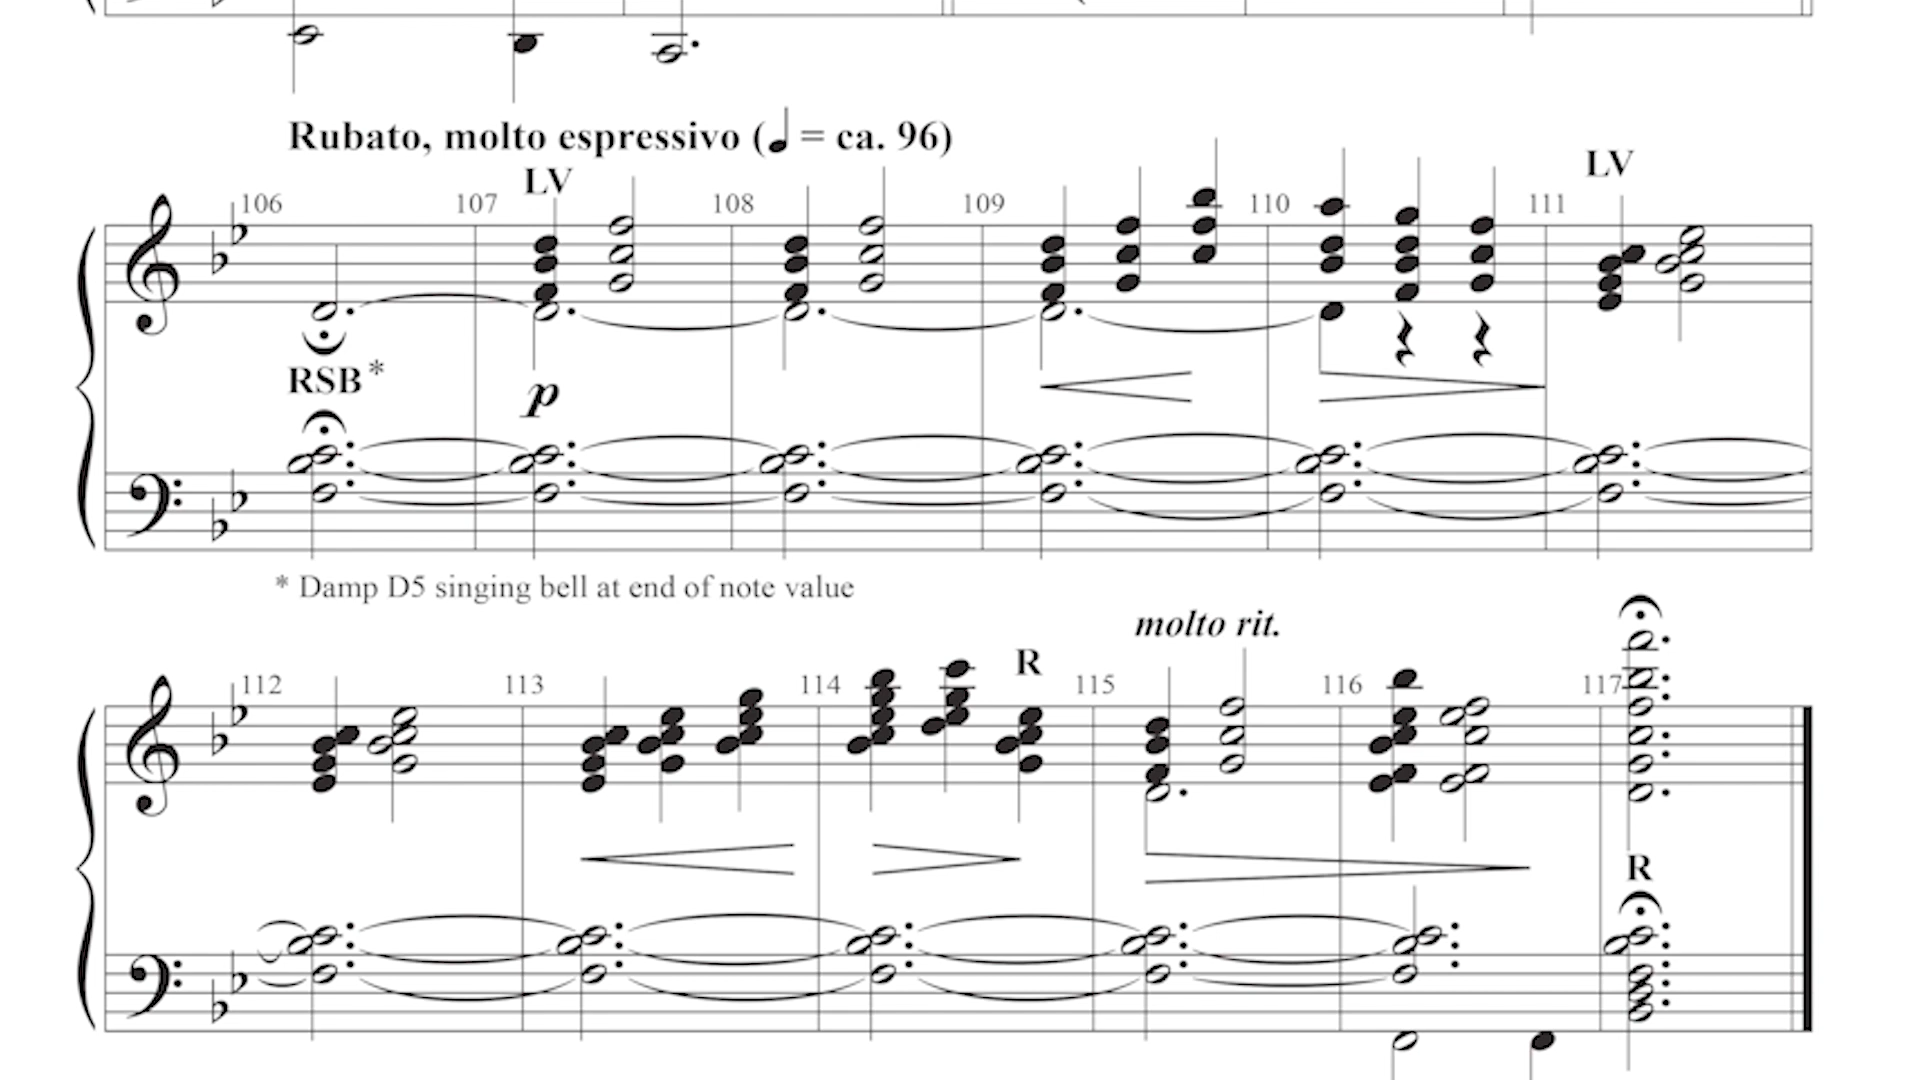 Rubato, molto espressivo (♩ = ca. 96)
LV
LV
106 107 108 109 110 111
RSB*
p
* Damp D5 singing bell at end of note value
molto rit.
R
112 113 114 115 116 117
R